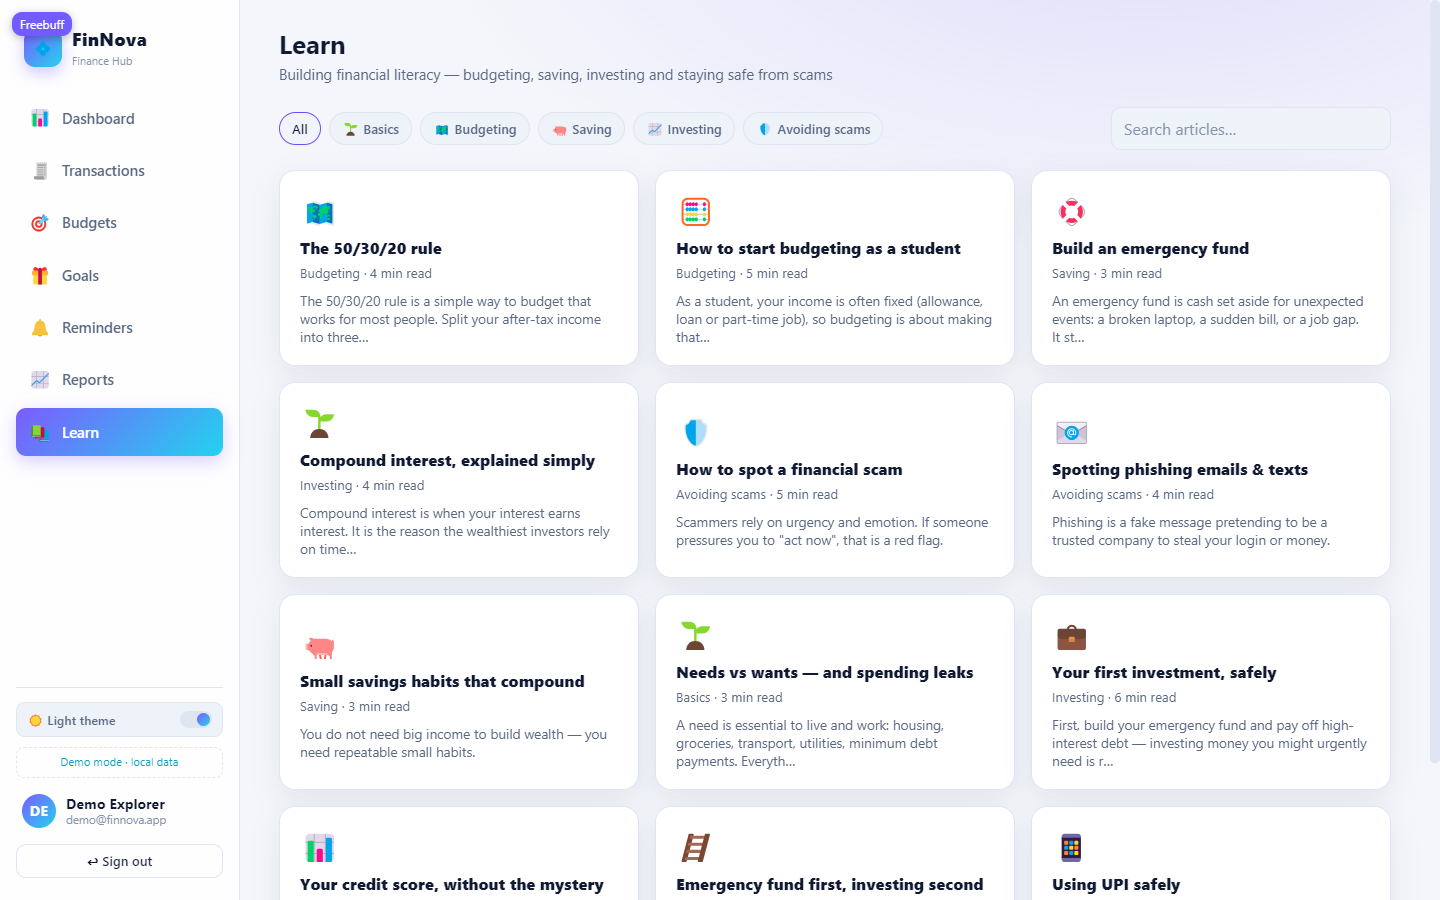 Freebuff
FinNova
Finance Hub
Dashboard
Transactions
Budgets
Goals
Reminders
Reports
Learn
Light theme
Demo mode · local data
DE
Demo Explorer
demo@finnova.app
↩ Sign out
Learn
Building financial literacy — budgeting, saving, investing and staying safe from scams
All
Basics
Budgeting
Saving
Investing
Avoiding scams
Search articles...
The 50/30/20 rule
Budgeting · 4 min read
The 50/30/20 rule is a simple way to budget that
works for most people. Split your after-tax income
into three...
How to start budgeting as a student
Budgeting · 5 min read
As a student, your income is often fixed (allowance,
loan or part-time job), so budgeting is about making
that...
Build an emergency fund
Saving · 3 min read
An emergency fund is cash set aside for unexpected
events: a broken laptop, a sudden bill, or a job gap.
It st...
Compound interest, explained simply
Investing · 4 min read
Compound interest is when your interest earns
interest. It is the reason the wealthiest investors rely
on time...
How to spot a financial scam
Avoiding scams · 5 min read
Scammers rely on urgency and emotion. If someone
pressures you to "act now", that is a red flag.
Spotting phishing emails & texts
Avoiding scams · 4 min read
Phishing is a fake message pretending to be a
trusted company to steal your login or money.
Small savings habits that compound
Saving · 3 min read
You do not need big income to build wealth — you
need repeatable small habits.
Needs vs wants — and spending leaks
Basics · 3 min read
A need is essential to live and work: housing,
groceries, transport, utilities, minimum debt
payments. Everyth...
Your first investment, safely
Investing · 6 min read
First, build your emergency fund and pay off high-
interest debt — investing money you might urgently
need is r...
Your credit score, without the mystery
Emergency fund first, investing second
Using UPI safely